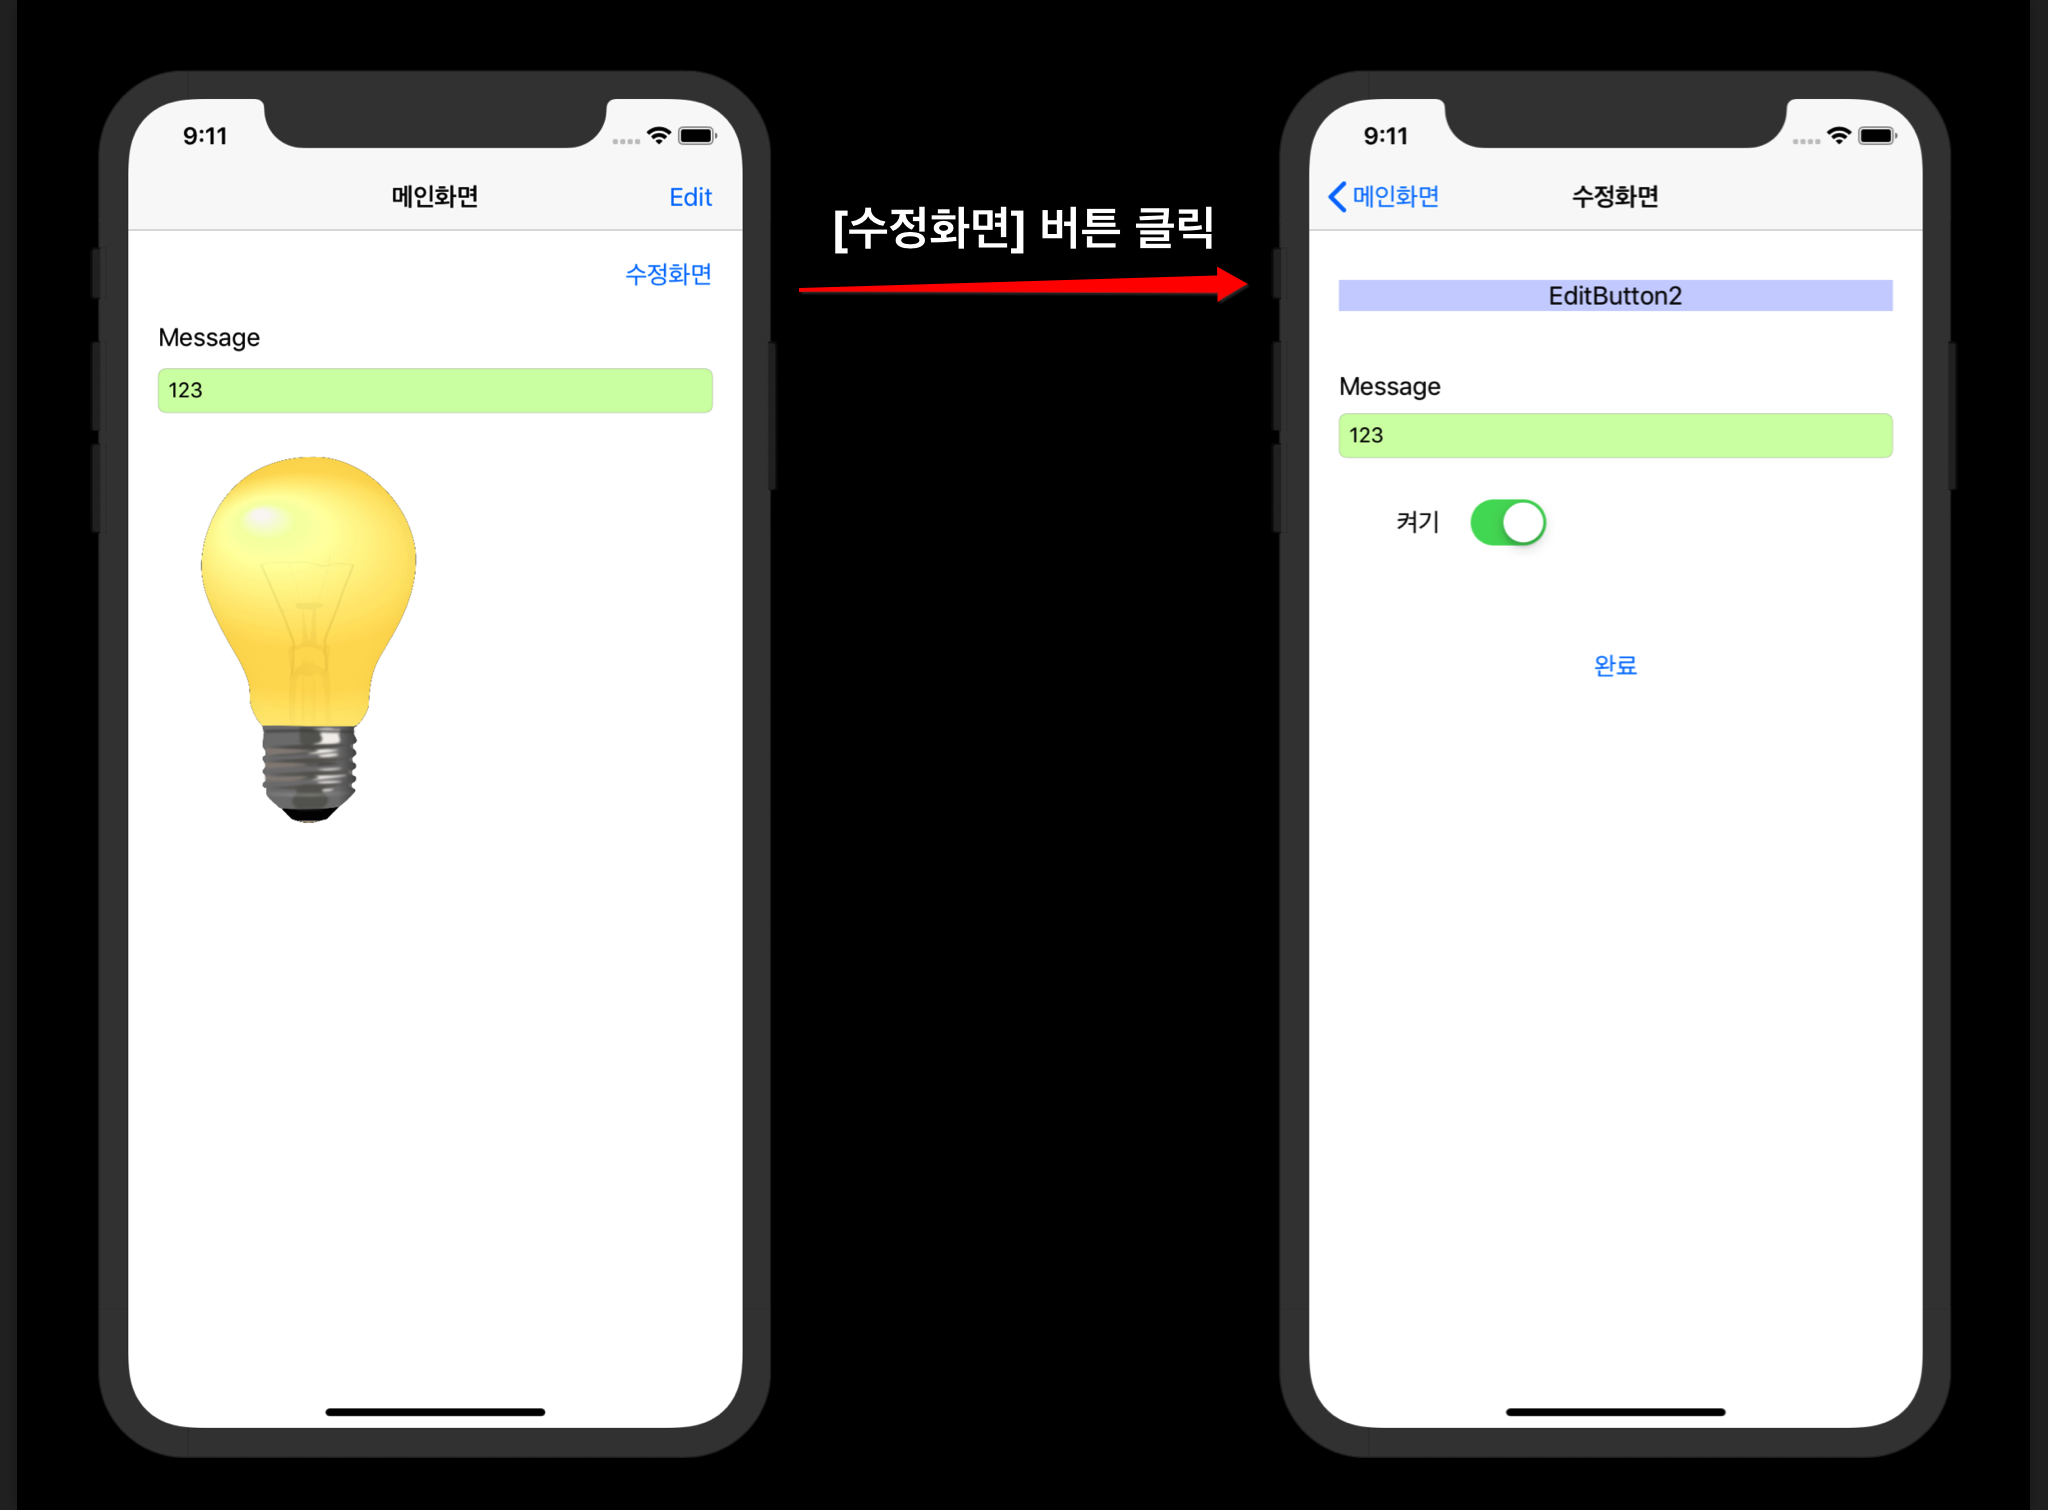 9:11
메인화면
Edit
수정화면
Message
123
[수정화면] 버튼 클릭
9:11
메인화면
수정화면
EditButton2
Message
123
켜기
완료